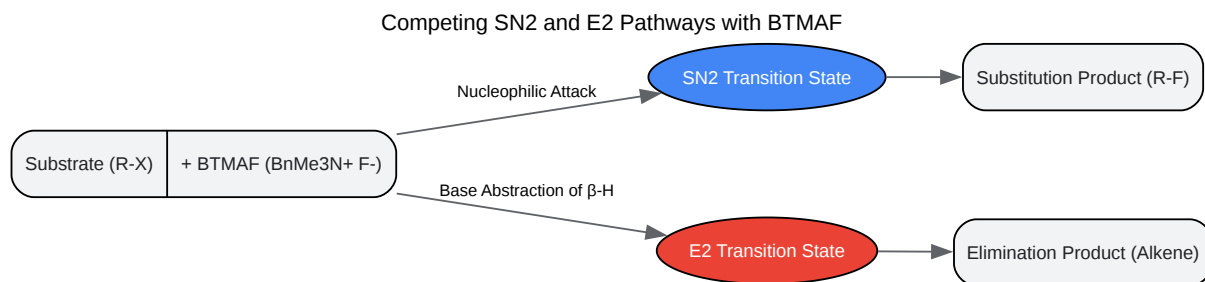 Competing SN2 and E2 Pathways with BTMAF
SN2 Transition State
Substitution Product (R-F)
Nucleophilic Attack
Substrate (R-X)
+ BTMAF (BnMe3N+ F-)
Base Abstraction of β-H
E2 Transition State
Elimination Product (Alkene)